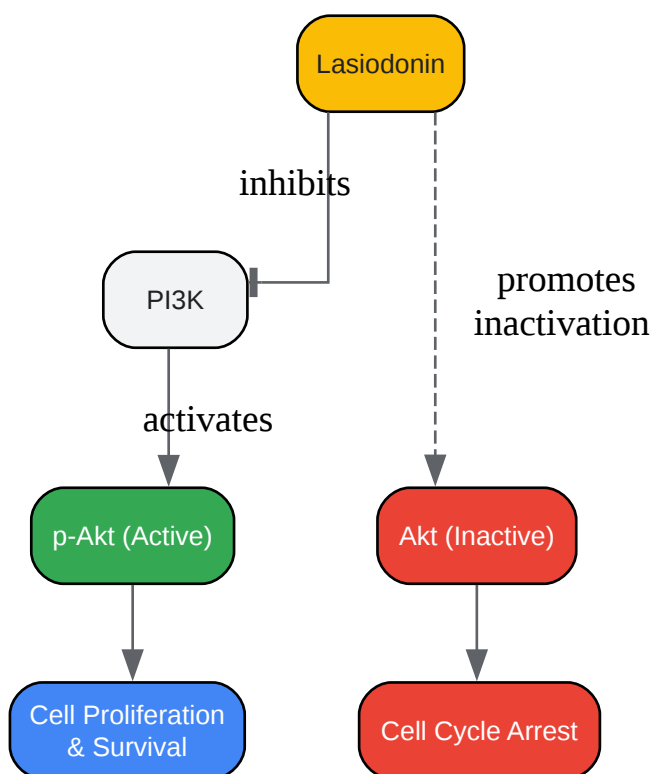 Lasiodonin
inhibits
PI3K
promotes
inactivation
activates
p-Akt (Active)
Akt (Inactive)
Cell Proliferation
& Survival
Cell Cycle Arrest